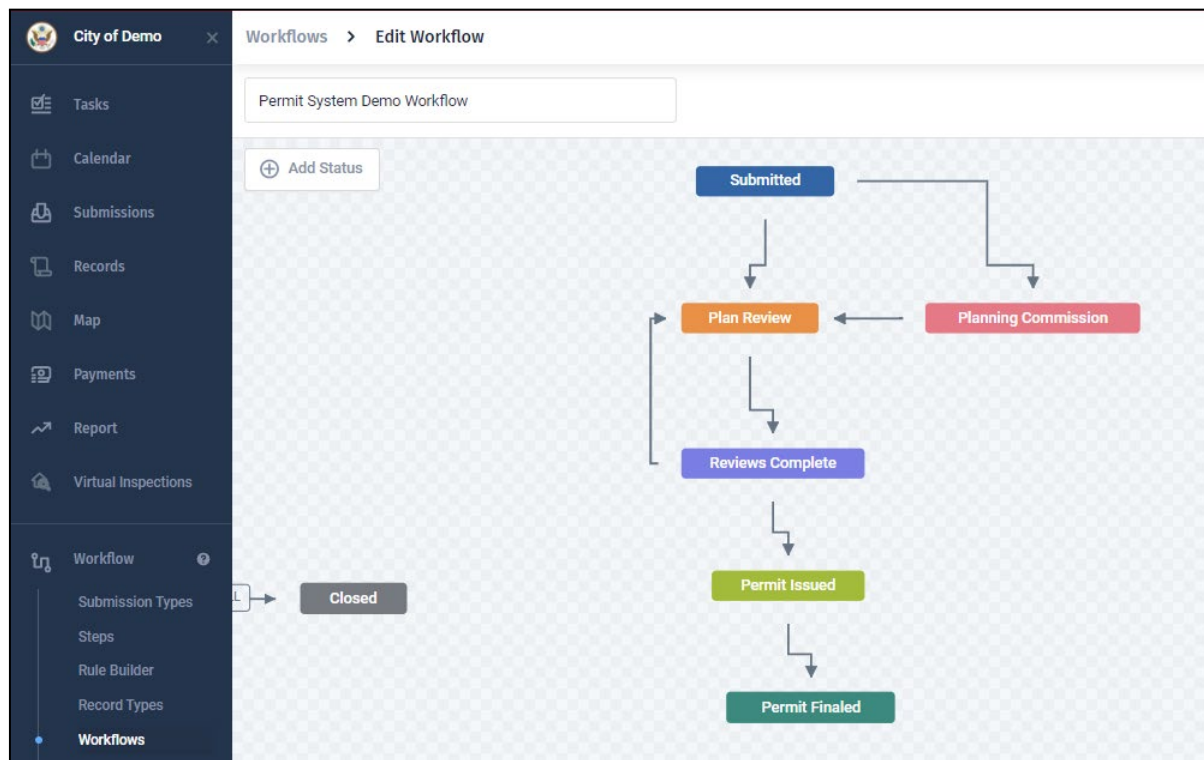 City of Demo ×
Workflows > Edit Workflow
Permit System Demo Workflow
Tasks
Calendar
Submissions
Records
Map
Payments
Report
Virtual Inspections
Workflow ?
Submission Types
Steps
Rule Builder
Record Types
Workflows
Add Status
Submitted
Plan Review
Planning Commission
Reviews Complete
Permit Issued
Closed
Permit Finaled